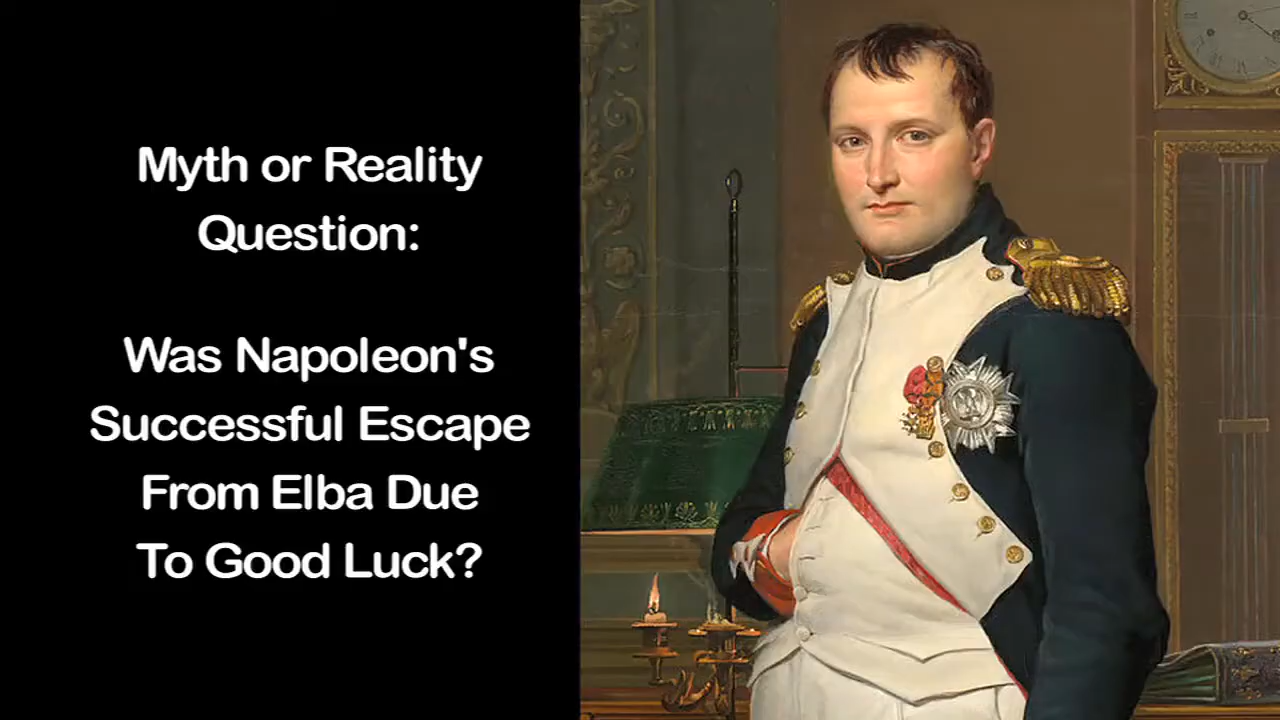 Myth or Reality
Question:
Was Napoleon's
Successful Escape
From Elba Due
To Good Luck?